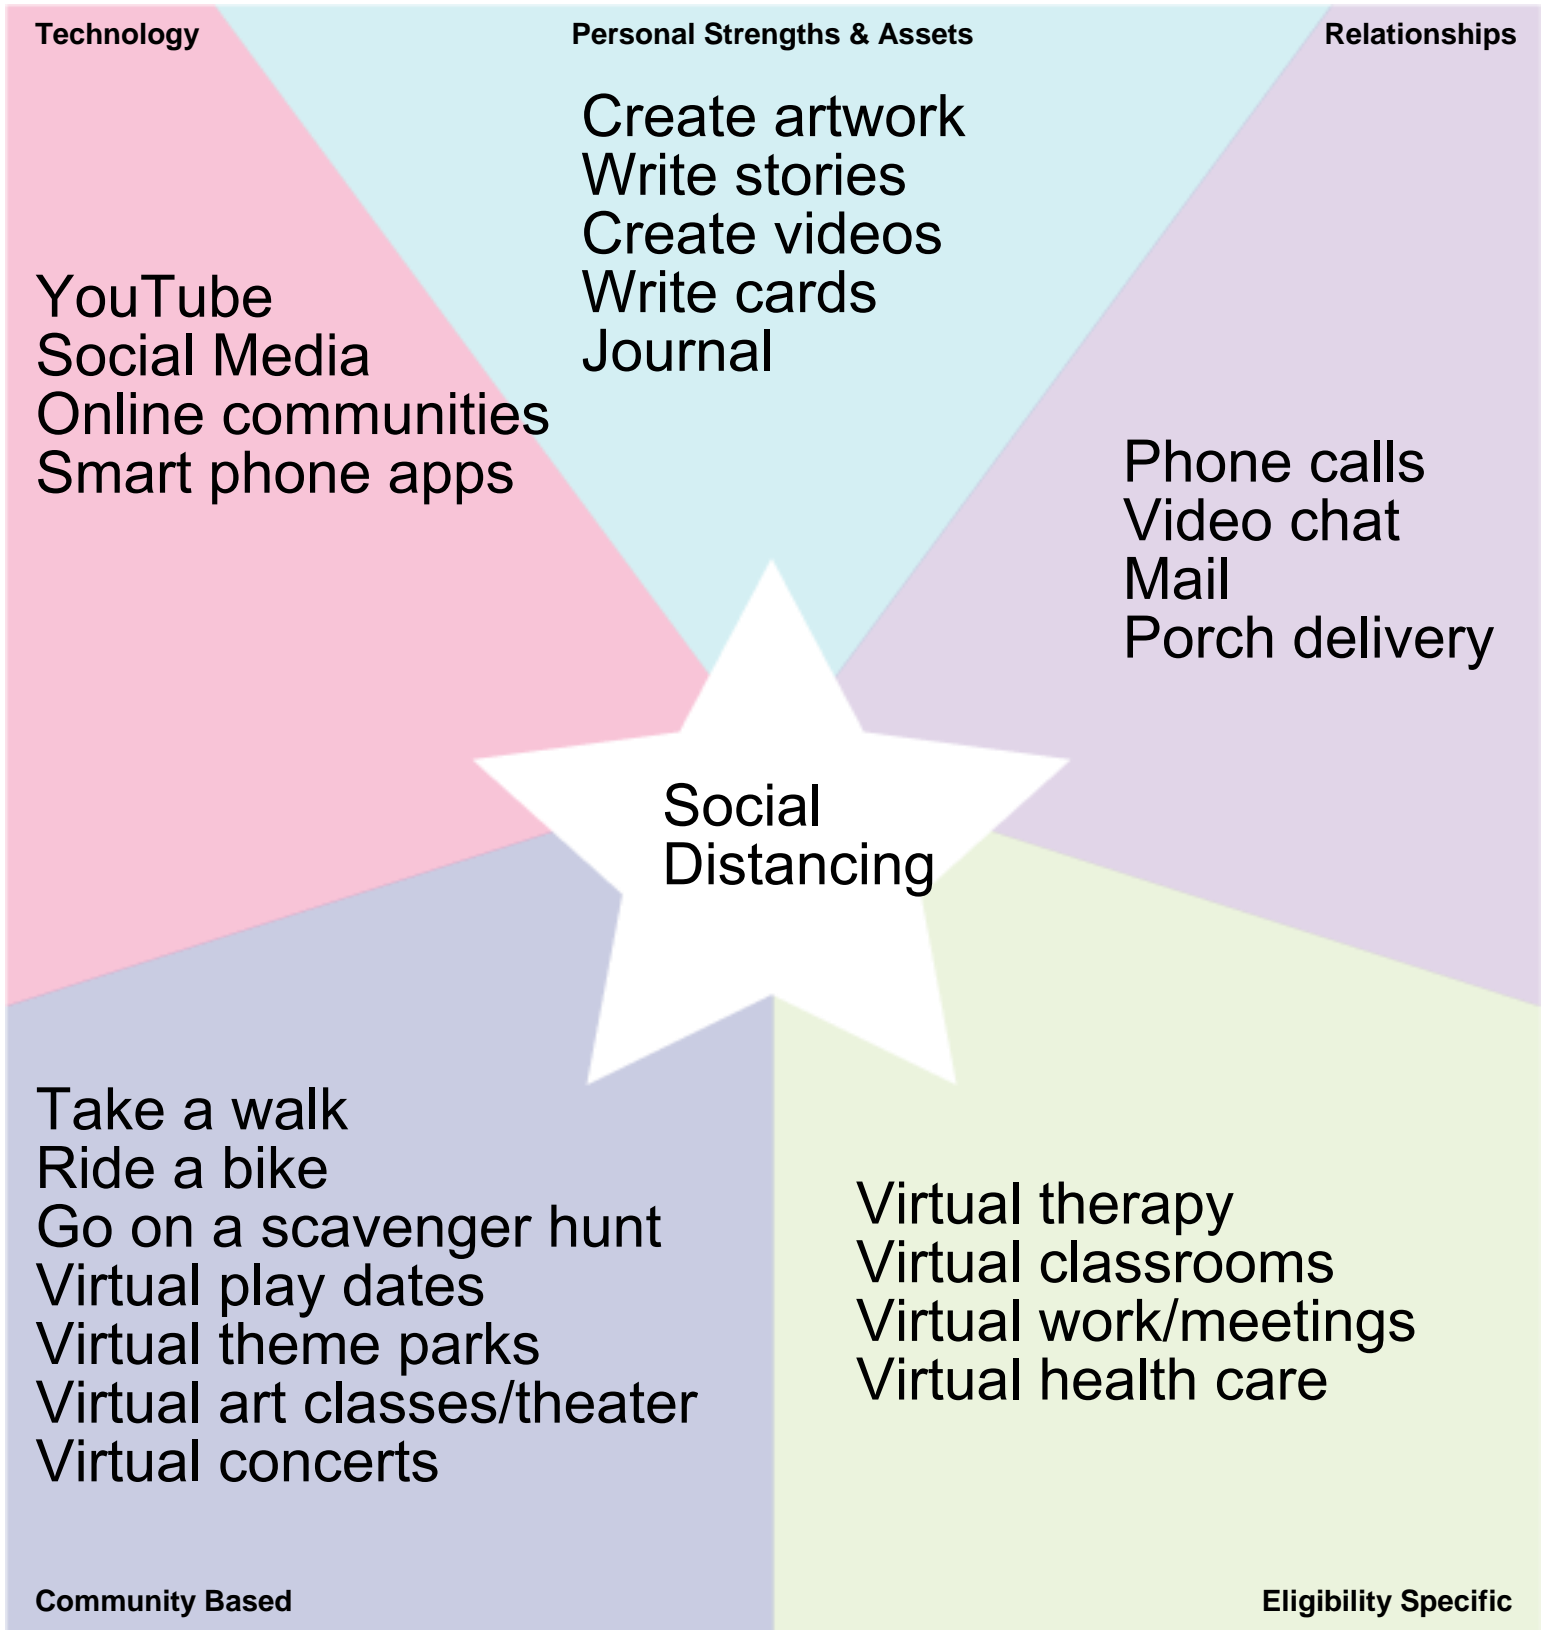 Technology
Personal Strengths & Assets
Relationships
Create artwork
Write stories
Create videos
Write cards
Journal
YouTube
Social Media
Online communities
Smart phone apps
Phone calls
Video chat
Mail
Porch delivery
Social
Distancing
Take a walk
Ride a bike
Go on a scavenger hunt
Virtual play dates
Virtual theme parks
Virtual art classes/theater
Virtual concerts
Virtual therapy
Virtual classrooms
Virtual work/meetings
Virtual health care
Community Based
Eligibility Specific